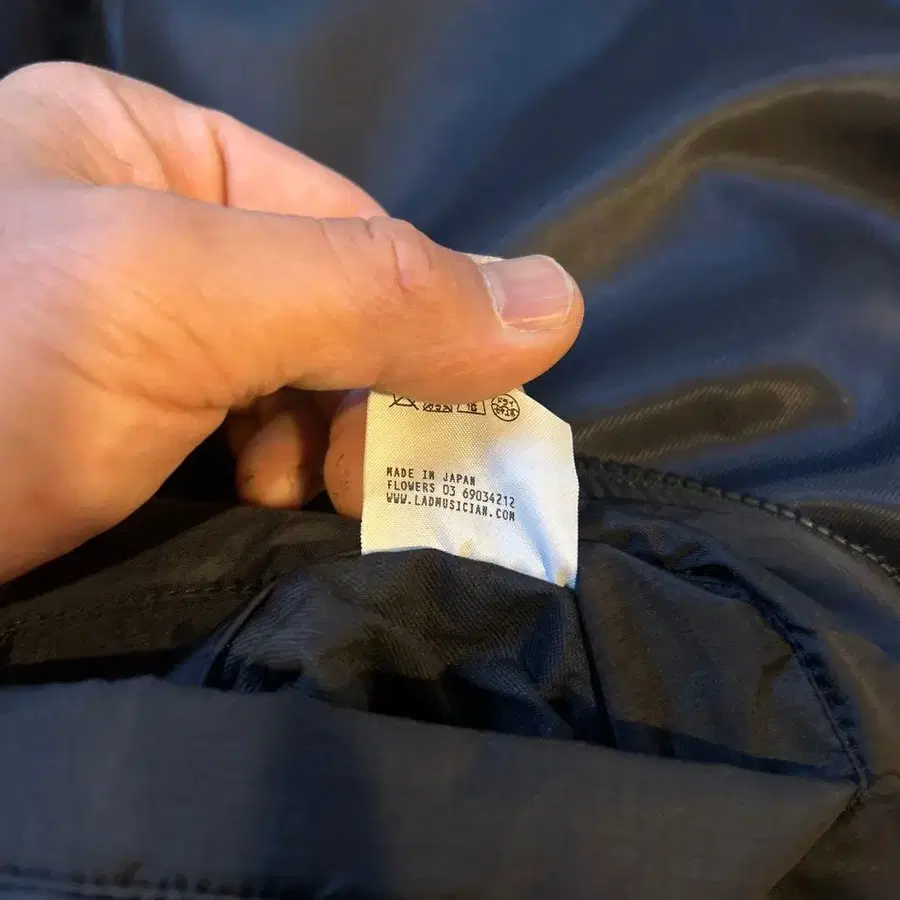 MADE IN JAPAN
FLOWERS 03 69034212
WWW.LADMUSICIAN.COM